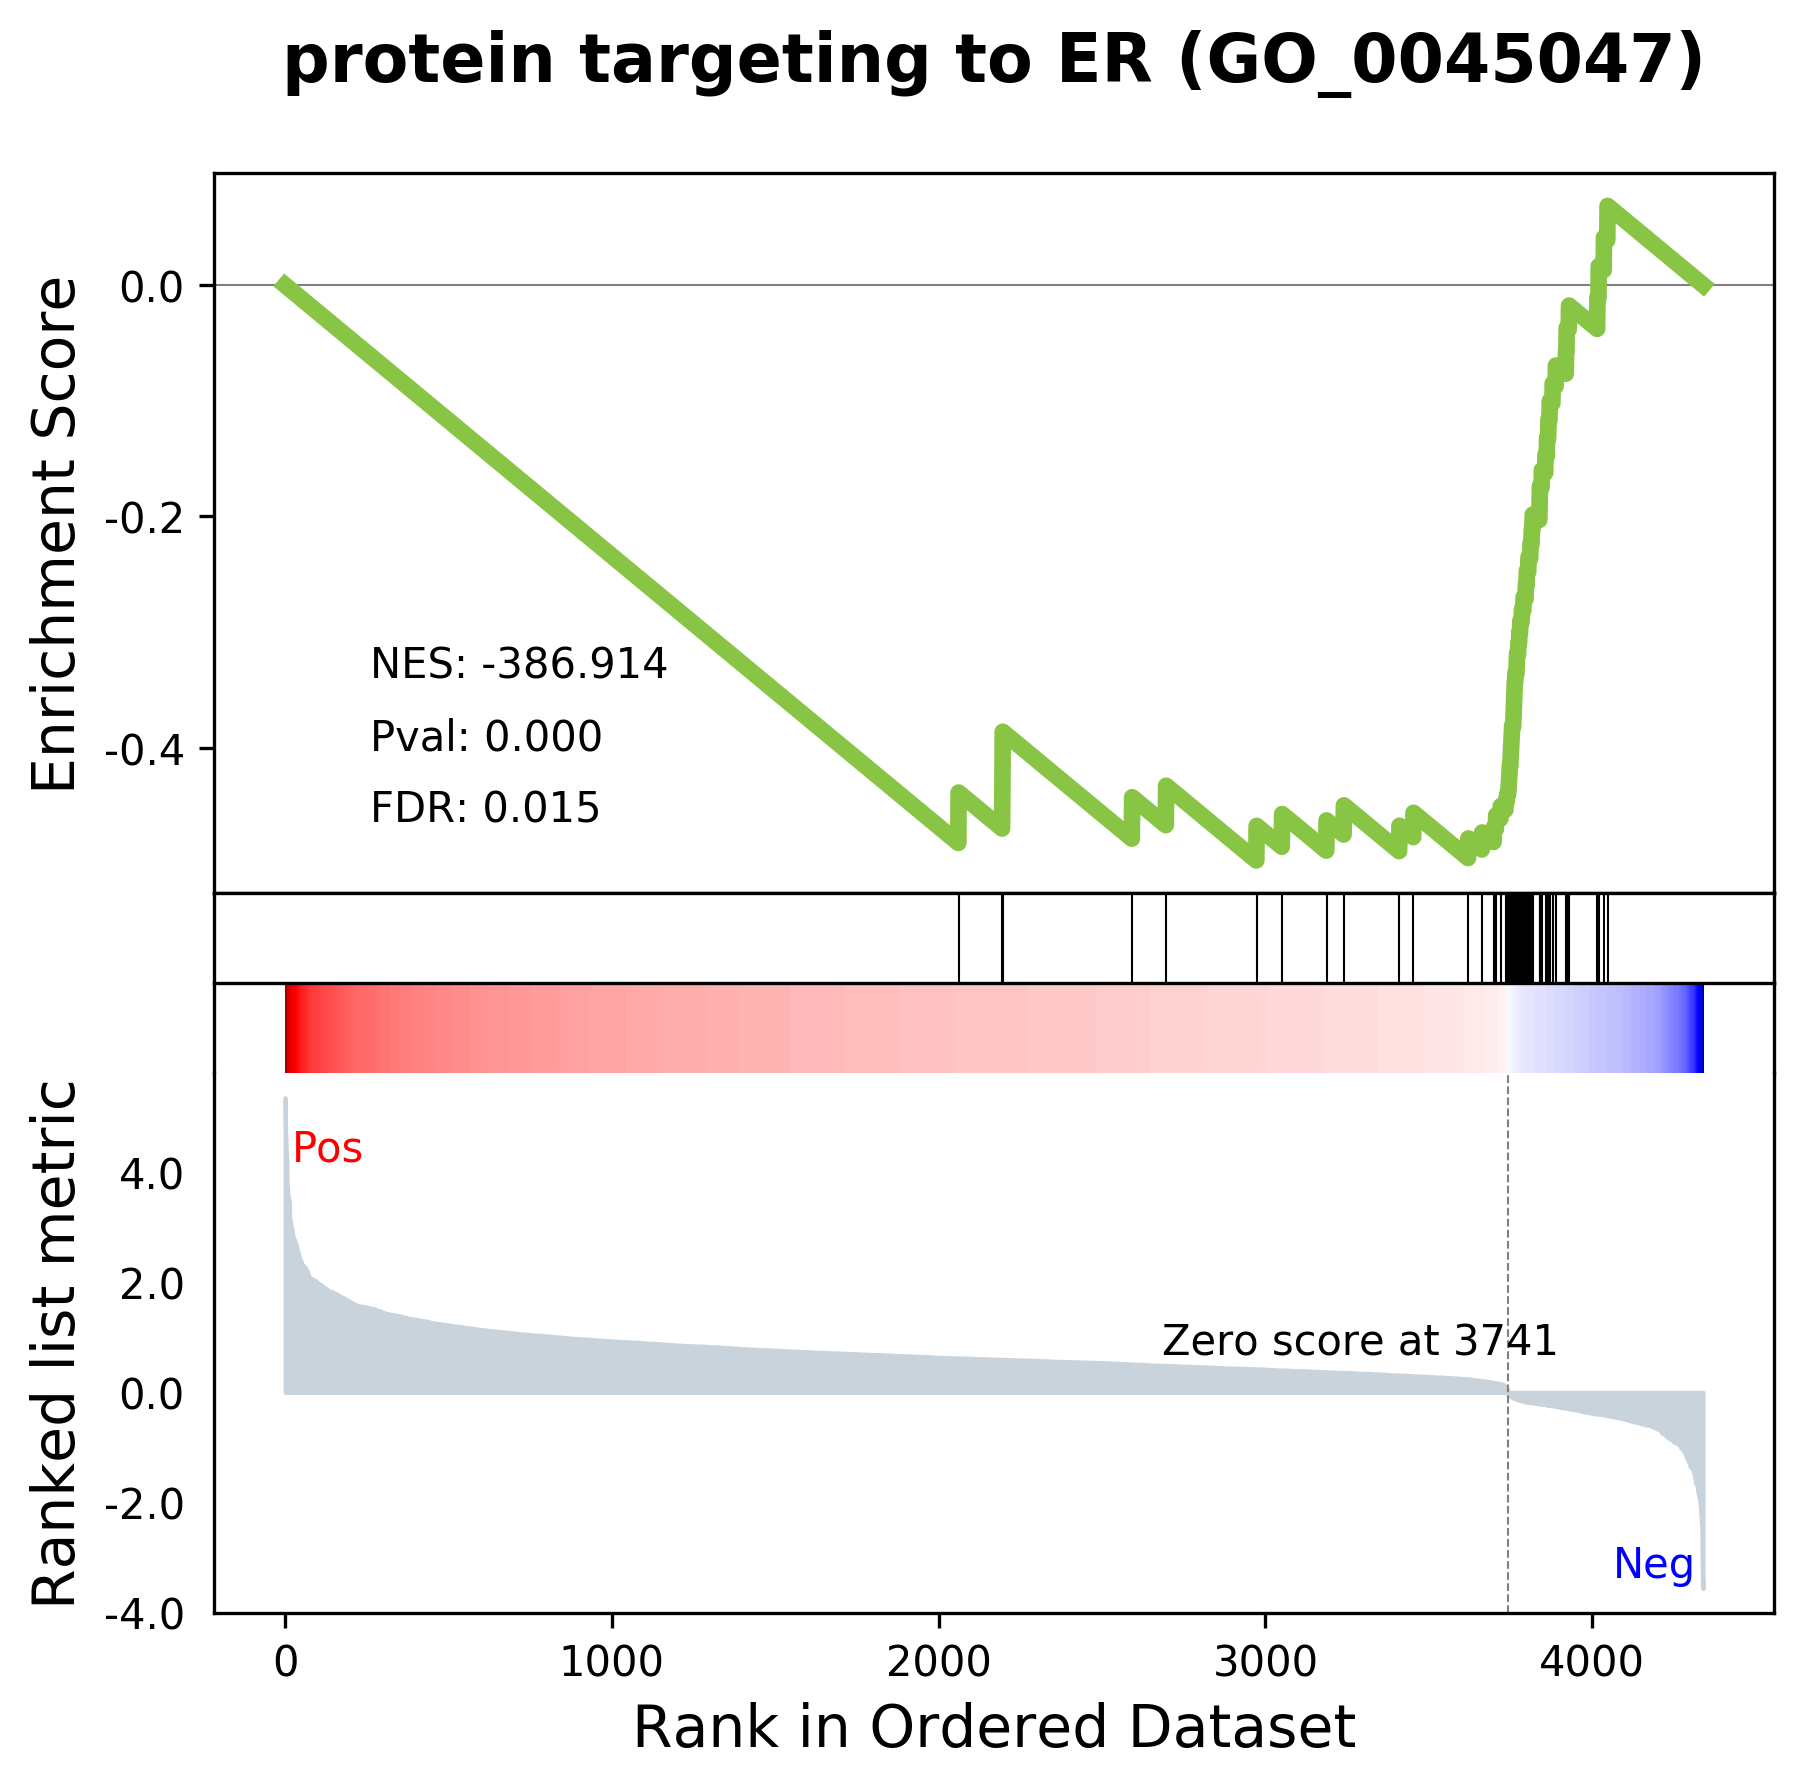 protein targeting to ER (GO_0045047)
Enrichment Score
0.0
-0.2
-0.4
NES: -386.914
Pval: 0.000
FDR: 0.015
Ranked list metric
Pos
4.0
2.0
Zero score at 3741
0.0
-2.0
Neg
-4.0
0 1000 2000 3000 4000
Rank in Ordered Dataset